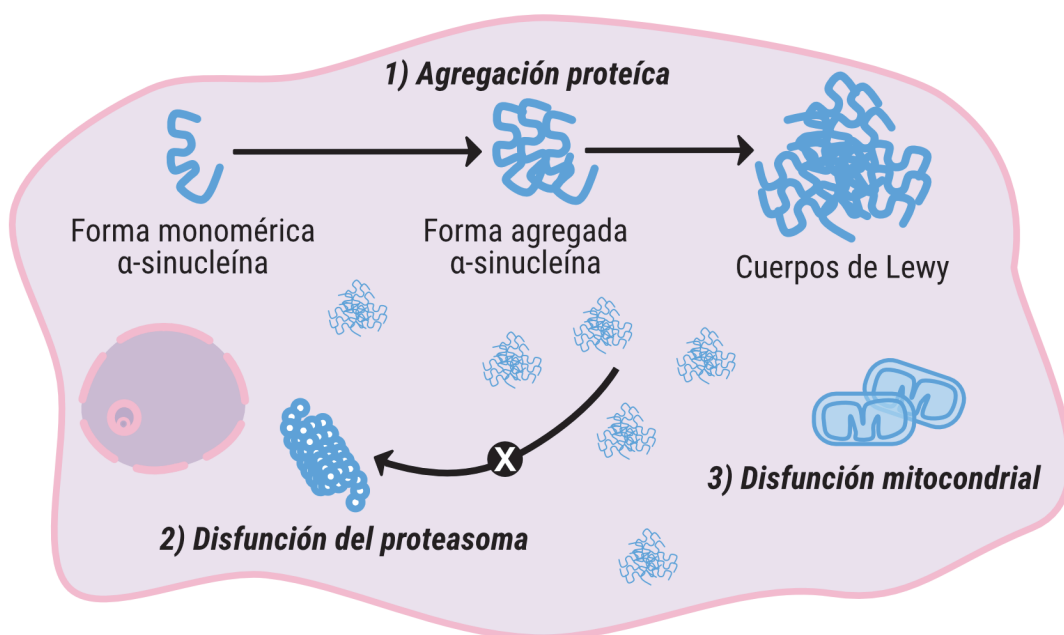 1) Agregación proteíca
Forma monomérica
α-sinucleína
Forma agregada
α-sinucleína
Cuerpos de Lewy
X
3) Disfunción mitocondrial
2) Disfunción del proteasoma